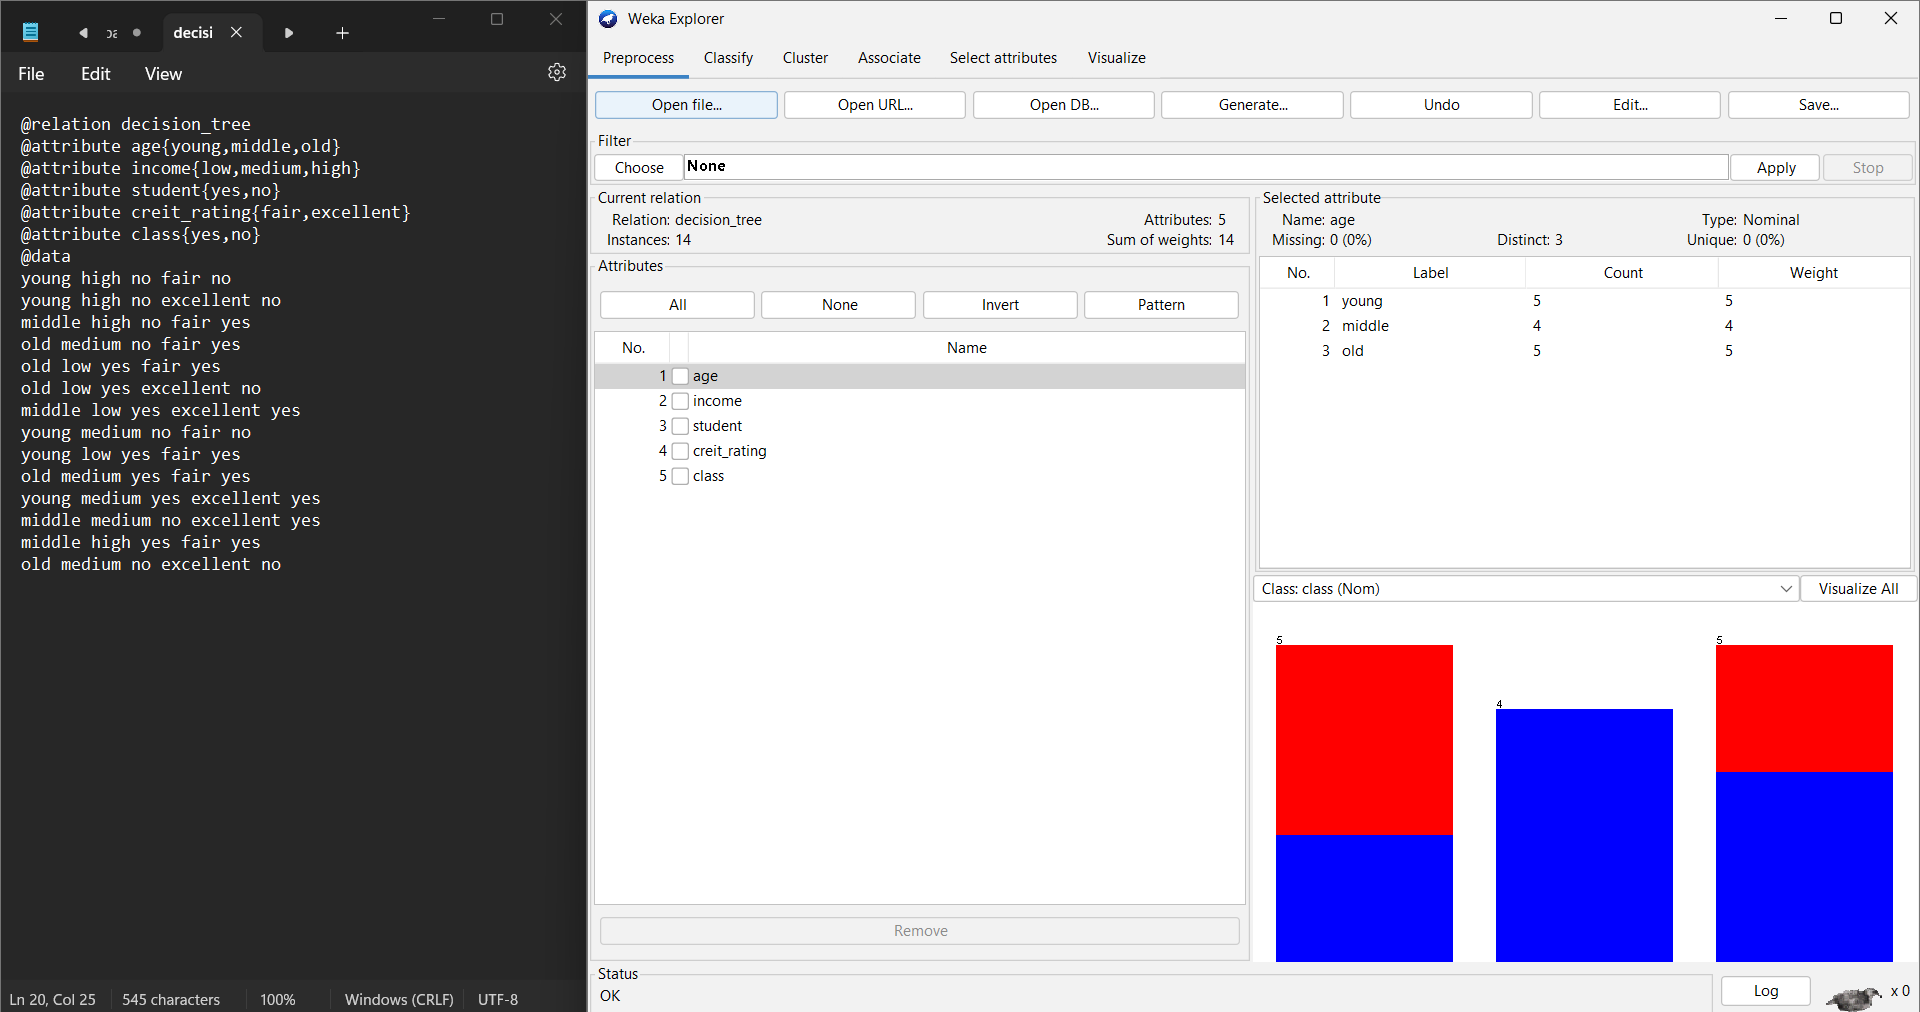 decisi
File Edit View
@relation decision_tree
@attribute age{young,middle,old}
@attribute income{low,medium,high}
@attribute student{yes,no}
@attribute creit_rating{fair,excellent}
@attribute class{yes,no}
@data
young high no fair no
young high no excellent no
middle high no fair yes
old medium no fair yes
old low yes fair yes
old low yes excellent no
middle low yes excellent yes
young medium no fair no
young low yes fair yes
old medium yes fair yes
young medium yes excellent yes
middle medium no excellent yes
middle high yes fair yes
old medium no excellent no
Ln 20, Col 25 545 characters 100% Windows (CRLF) UTF-8
Weka Explorer
Preprocess Classify Cluster Associate Select attributes Visualize
Open file... Open URL... Open DB... Generate... Undo Edit... Save...
Filter
Choose None Apply Stop
Current relation
Relation: decision_tree Attributes: 5
Instances: 14 Sum of weights: 14
Attributes
All None Invert Pattern
No. Name
1 age
2 income
3 student
4 creit_rating
5 class
Remove
Selected attribute
Name: age Type: Nominal
Missing: 0 (0%) Distinct: 3 Unique: 0 (0%)
No. Label Count Weight
1 young 5 5
2 middle 4 4
3 old 5 5
Class: class (Nom) Visualize All
5 5
4
Status
OK
Log x 0